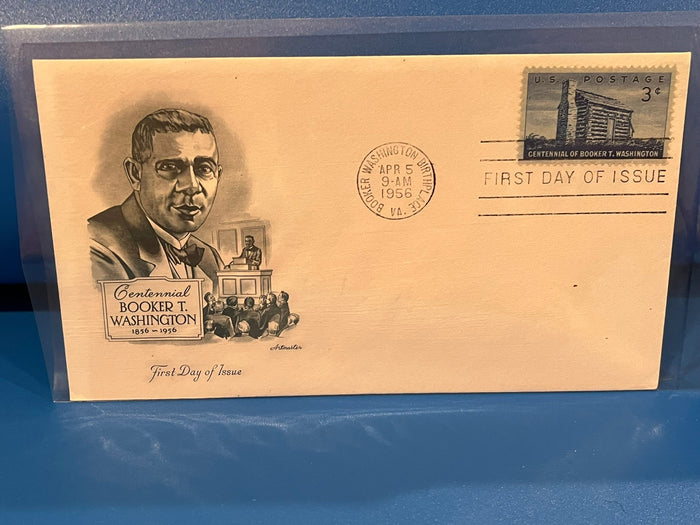 U.S. POSTAGE
3¢
CENTENNIAL OF BOOKER T. WASHINGTON
BOOKER WASHINGTON BIRTHPLACE
APR 5
9-AM
1956
VA.
FIRST DAY OF ISSUE
Centennial
BOOKER T.
WASHINGTON
1856-1956
Artmaster
First Day of Issue